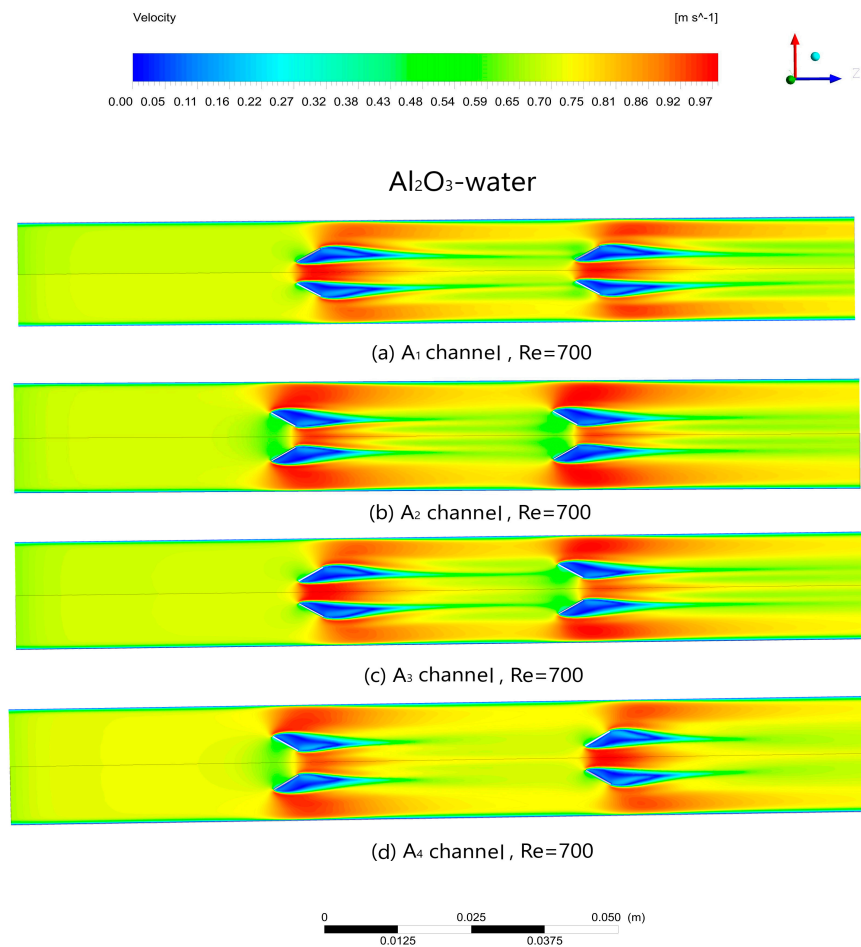 Velocity [m s^-1]
0.00 0.05 0.11 0.16 0.22 0.27 0.32 0.38 0.43 0.48 0.54 0.59 0.65 0.70 0.75 0.81 0.86 0.92 0.97
Z
Al₂O₃-water
(a) A₁ channel , Re=700
(b) A₂ channel , Re=700
(c) A₃ channel , Re=700
(d) A₄ channel , Re=700
0 0.025 0.050 (m)
0.0125 0.0375